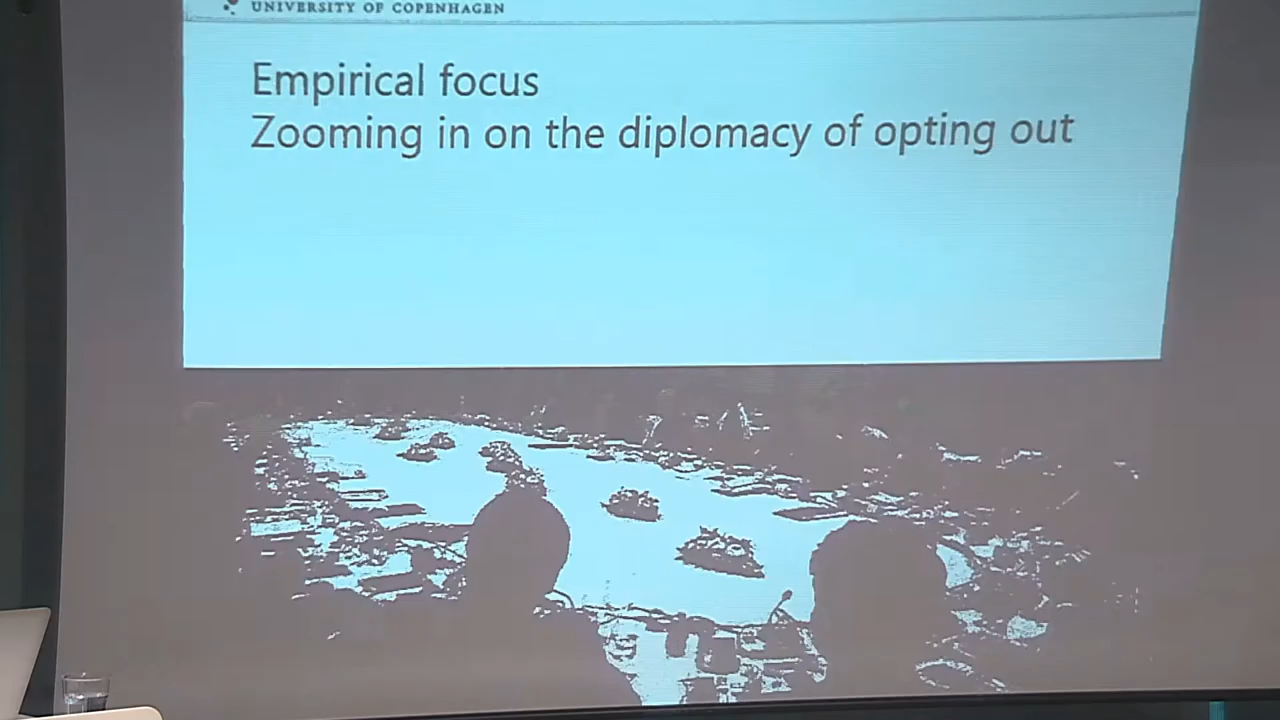 UNIVERSITY OF COPENHAGEN
Empirical focus
Zooming in on the diplomacy of opting out